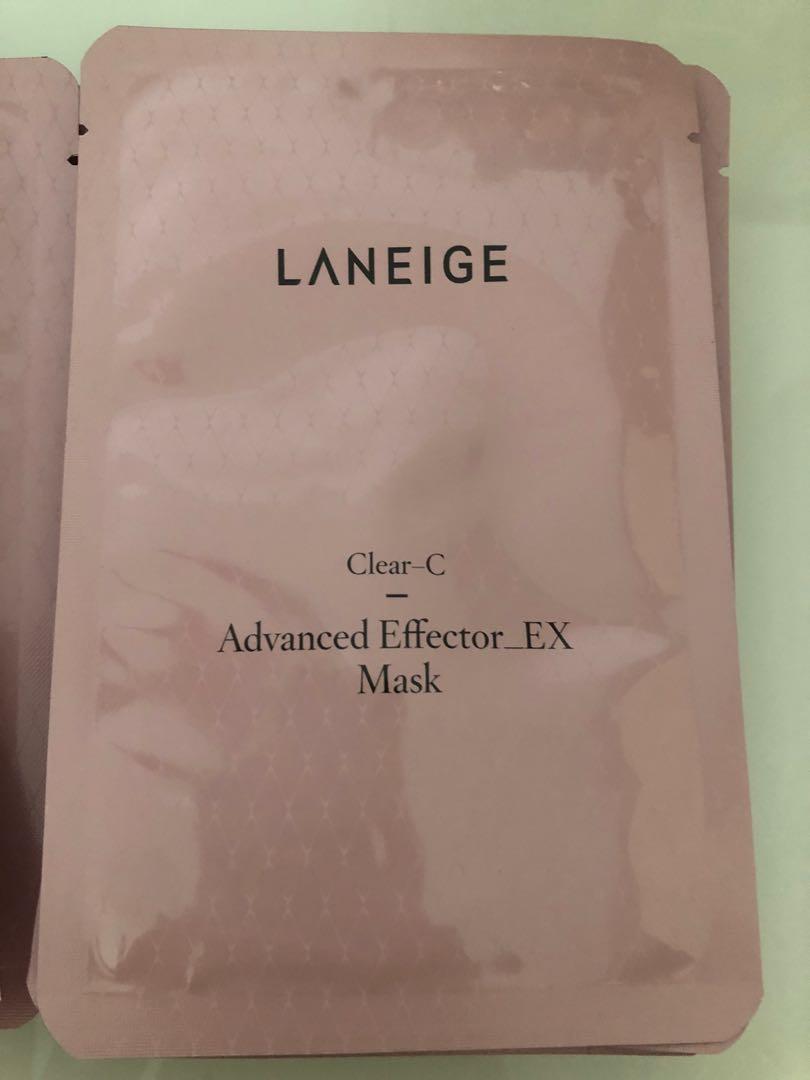 LANEIGE
Clear–C
Advanced Effector_EX
Mask